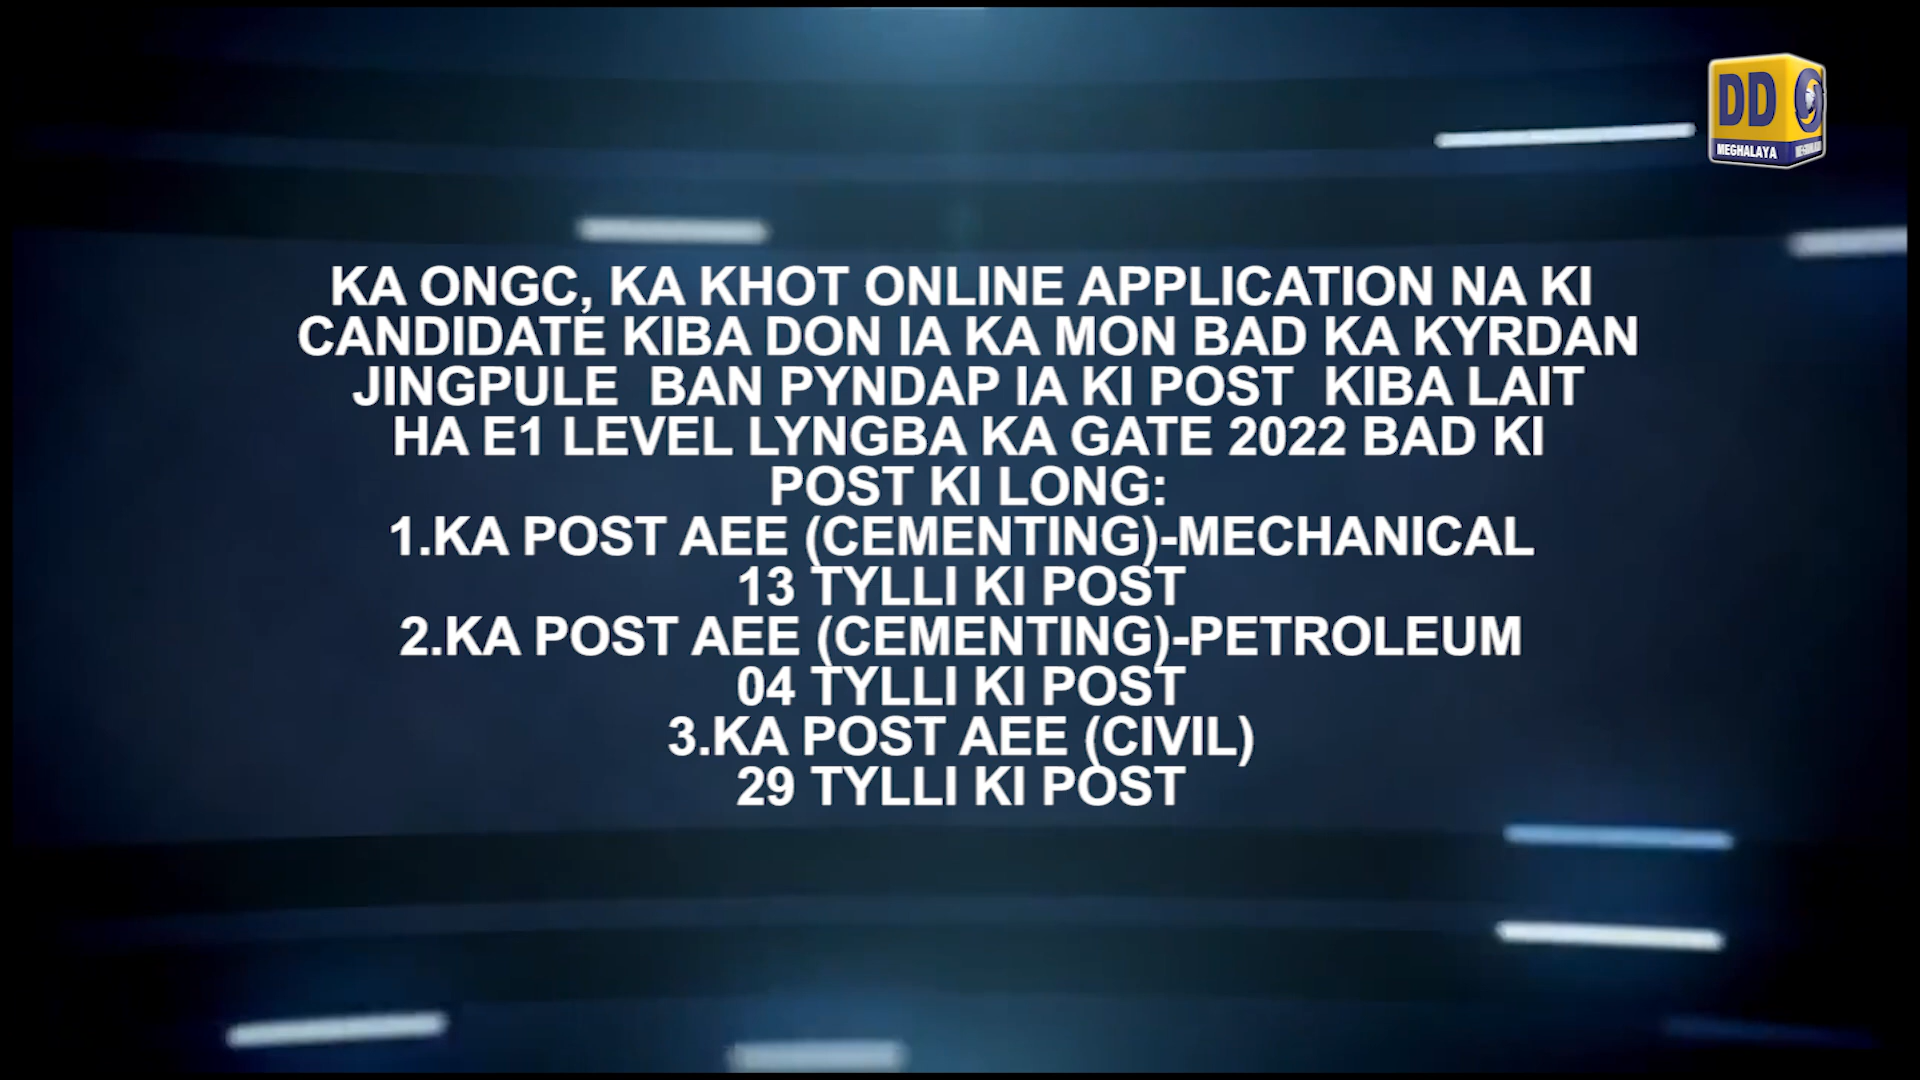 DD
MEGHALAYA
KA ONGC, KA KHOT ONLINE APPLICATION NA KI
CANDIDATE KIBA DON IA KA MON BAD KA KYRDAN
JINGPULE BAN PYNDAP IA KI POST KIBA LAIT
HA E1 LEVEL LYNGBA KA GATE 2022 BAD KI
POST KI LONG:
1.KA POST AEE (CEMENTING)-MECHANICAL
13 TYLLI KI POST
2.KA POST AEE (CEMENTING)-PETROLEUM
04 TYLLI KI POST
3.KA POST AEE (CIVIL)
29 TYLLI KI POST